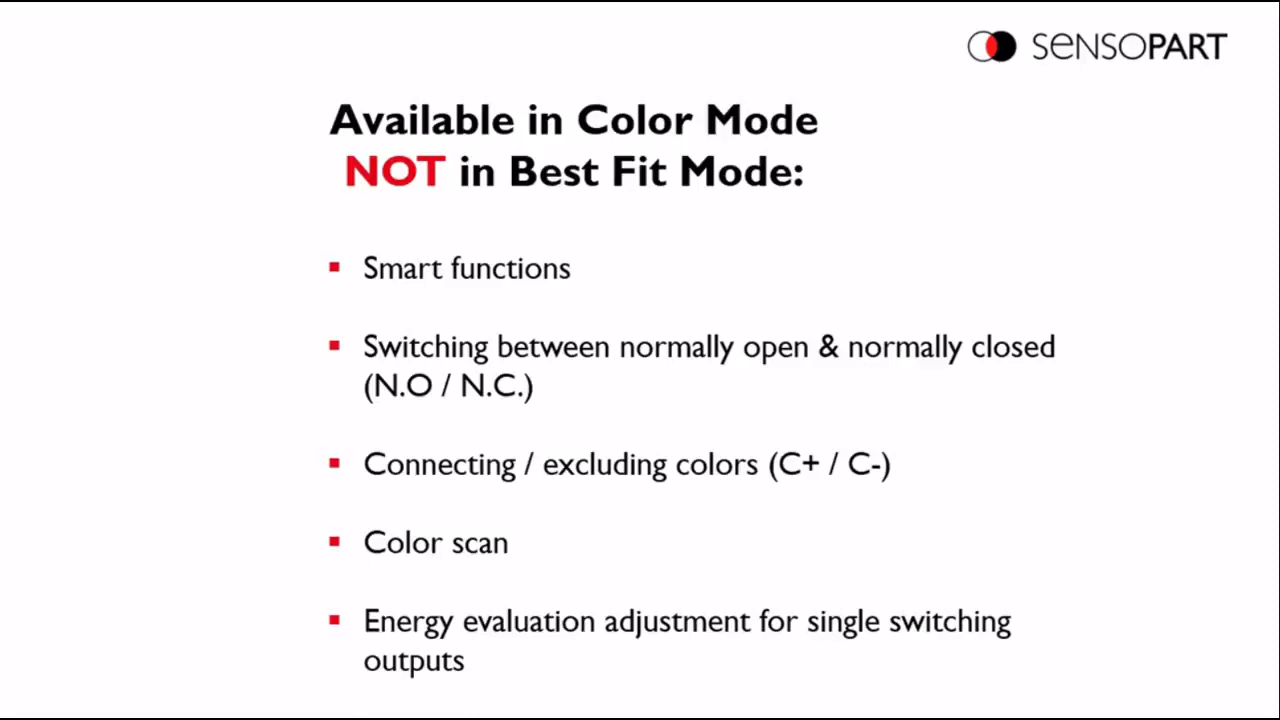 SENSOPART
Available in Color Mode
NOT in Best Fit Mode:
Smart functions
Switching between normally open & normally closed
(N.O / N.C.)
Connecting / excluding colors (C+ / C-)
Color scan
Energy evaluation adjustment for single switching
outputs